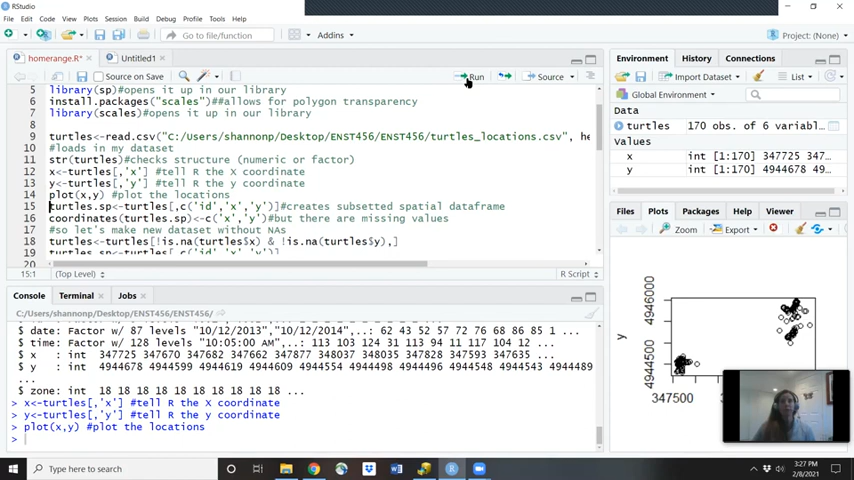 RStudio
File Edit Code View Plots Session Build Debug Profile Tools Help
Go to file/function
Addins
Project: (None)
homerange.R*
Untitled1
Source on Save
Run
Source
5 library(sp)#opens it up in our library
6 install.packages("scales")##allows for polygon transparency
7 library(scales)#opens it up in our library
8
9 turtles<-read.csv("C:/Users/shannonp/Desktop/ENST456/ENST456/turtles_locations.csv", he
10 #loads in my dataset
11 str(turtles)#checks structure (numeric or factor)
12 x<-turtles[,'x'] #tell R the X coordinate
13 y<-turtles[,'y'] #tell R the y coordinate
14 plot(x,y) #plot the locations
15 turtles.sp<-turtles[,c('id','x','y')]#creates subsetted spatial dataframe
16 coordinates(turtles.sp)<-c('x','y')#but there are missing values
17 #so let's make new dataset without NAs
18 turtles<-turtles[!is.na(turtles$x) & !is.na(turtles$y),]
19 turtles.sp<-turtles[,c('id','x','y')]
20
15:1 (Top Level) R Script
Console Terminal Jobs
C:/Users/shannonp/Desktop/ENST456/ENST456/
$ date: Factor w/ 87 levels "10/12/2013","10/12/2014",..: 62 43 52 57 72 76 68 86 85 1 ...
$ time: Factor w/ 128 levels "10:05:00 AM",..: 113 103 124 31 113 94 11 117 104 12 ...
$ x : int 347725 347670 347682 347662 347877 348037 348035 347828 347593 347635 ...
$ y : int 4944678 4944599 4944619 4944609 4944554 4944498 4944496 4944548 4944543 4944489
...
$ zone: int 18 18 18 18 18 18 18 18 18 18 ...
> x<-turtles[,'x'] #tell R the X coordinate
> y<-turtles[,'y'] #tell R the y coordinate
> plot(x,y) #plot the locations
>
Environment History Connections
Import Dataset
List
Global Environment
Data
turtles 170 obs. of 6 variabl…
Values
x int [1:170] 347725 347…
y int [1:170] 4944678 49…
Files Plots Packages Help Viewer
Zoom Export
y
4946000
4944500
347500
Type here to search
3:27 PM
2/8/2021